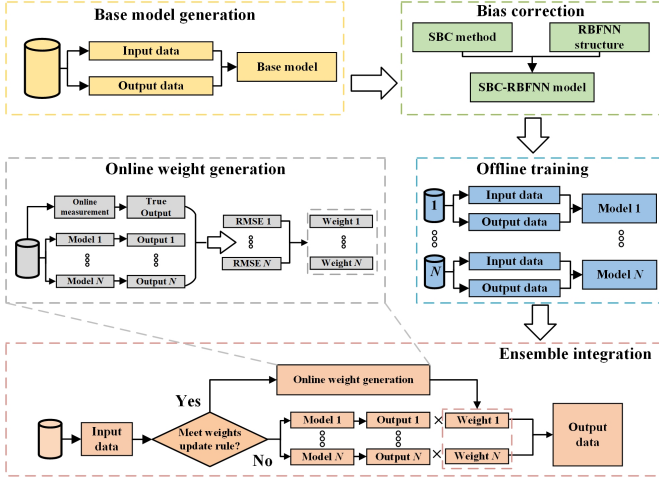 Base model generation
Input data
Output data
Base model
Bias correction
SBC method
RBFNN
structure
SBC-RBFNN model
Online weight generation
Online
measurement
True
Output
Model 1
Output 1
Model N
Output N
RMSE 1
RMSE N
Weight 1
Weight N
Offline training
1
Input data
Output data
Model 1
N
Input data
Output data
Model N
Ensemble integration
Input
data
Meet weights
update rule?
Yes
No
Online weight generation
Model 1
Output 1
×
Weight 1
Model N
Output N
×
Weight N
Output
data